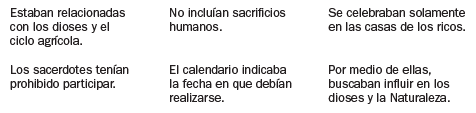 Estaban relacionadas
con los dioses y el
ciclo agrícola.
No incluían sacrificios
humanos.
Se celebraban solamente
en las casas de los ricos.
Los sacerdotes tenían
prohibido participar.
El calendario indicaba
la fecha en que debían
realizarse.
Por medio de ellas,
buscaban influir en los
dioses y la Naturaleza.